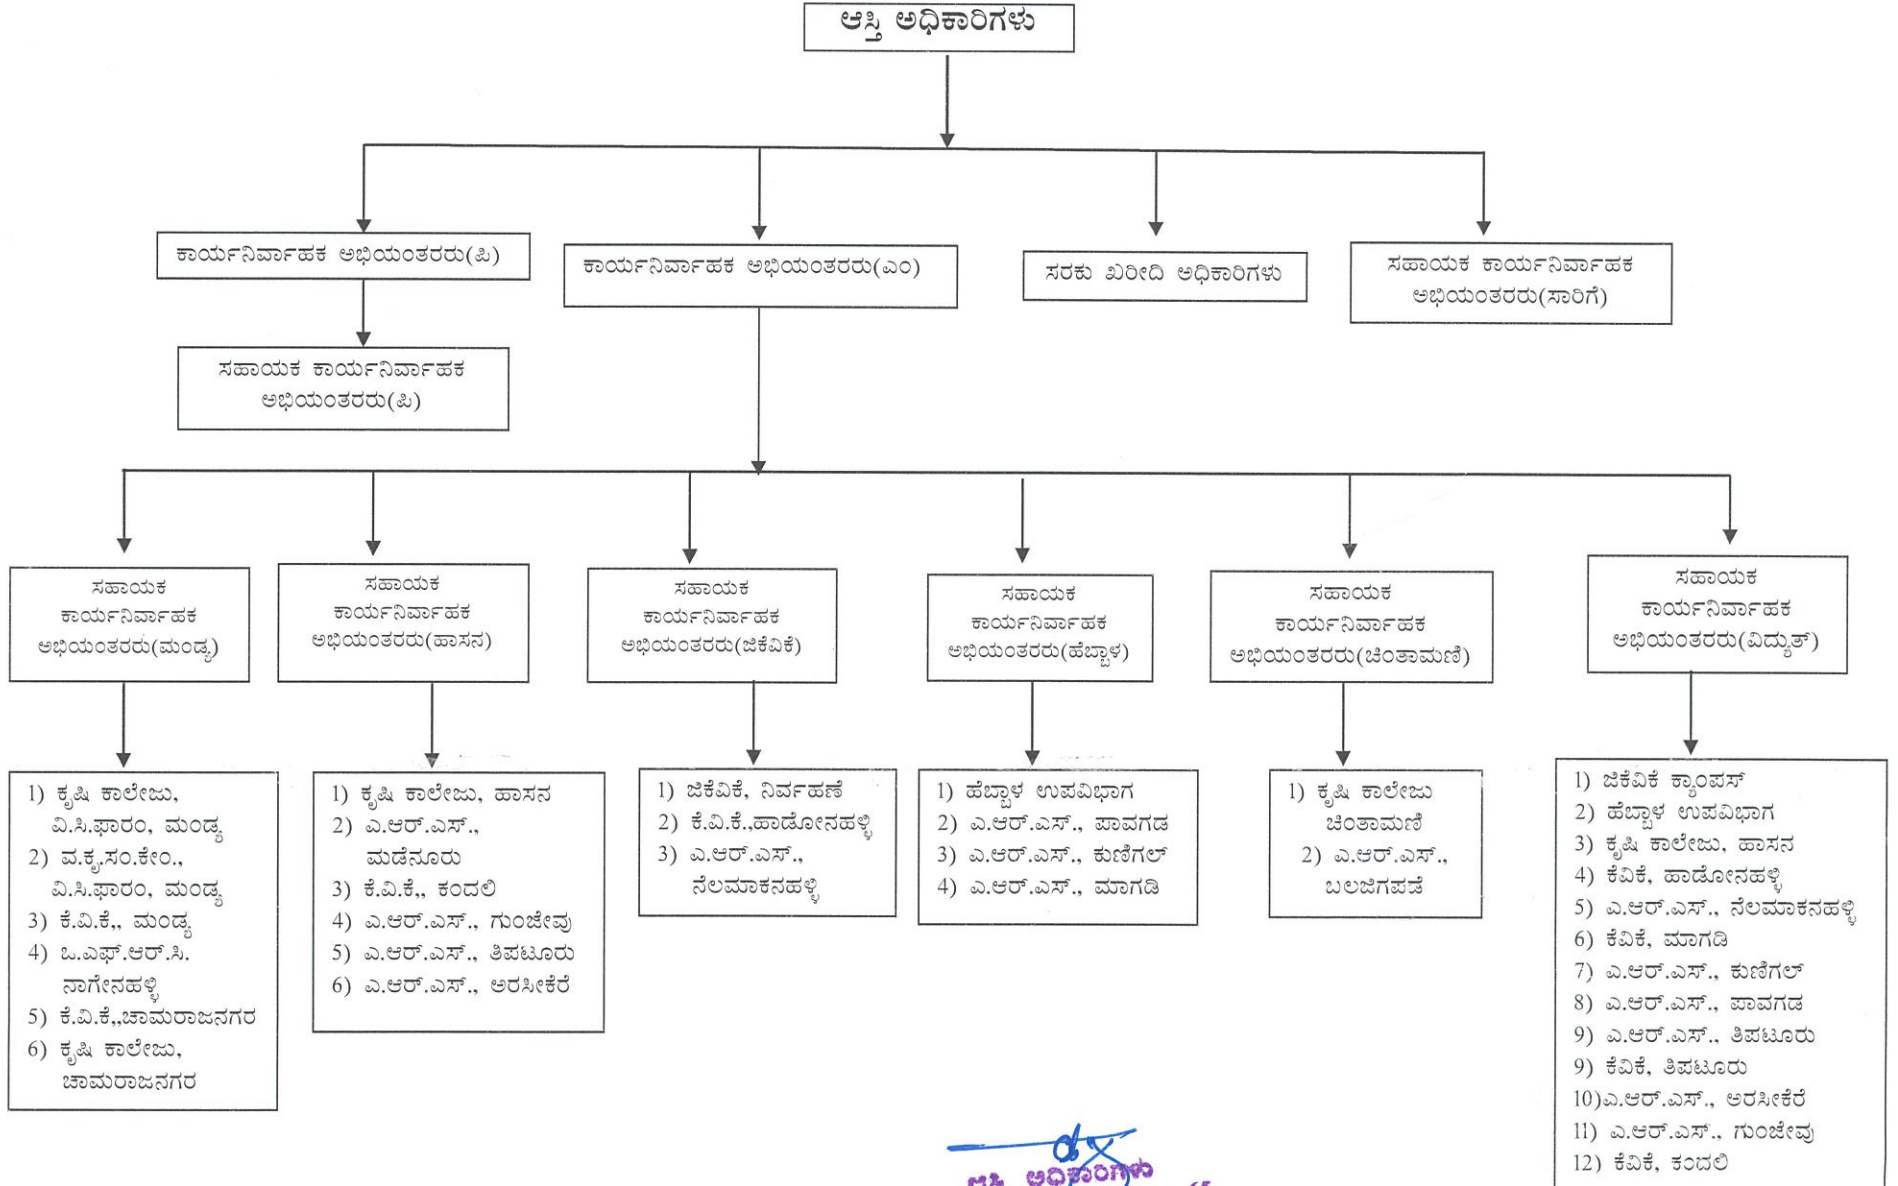 ಆಸ್ತಿ ಅಧಿಕಾರಿಗಳು
ಕಾರ್ಯನಿರ್ವಾಹಕ ಅಭಿಯಂತರರು(ಪಿ)
ಕಾರ್ಯನಿರ್ವಾಹಕ ಅಭಿಯಂತರರು(ಎಂ)
ಸರಕು ಖರೀದಿ ಅಧಿಕಾರಿಗಳು
ಸಹಾಯಕ ಕಾರ್ಯನಿರ್ವಾಹಕ
ಅಭಿಯಂತರರು(ಸಾರಿಗೆ)
ಸಹಾಯಕ ಕಾರ್ಯನಿರ್ವಾಹಕ
ಅಭಿಯಂತರರು(ಪಿ)
ಸಹಾಯಕ
ಕಾರ್ಯನಿರ್ವಾಹಕ
ಅಭಿಯಂತರರು(ಮಂಡ್ಯ)
ಸಹಾಯಕ
ಕಾರ್ಯನಿರ್ವಾಹಕ
ಅಭಿಯಂತರರು(ಹಾಸನ)
ಸಹಾಯಕ
ಕಾರ್ಯನಿರ್ವಾಹಕ
ಅಭಿಯಂತರರು(ಜಿಕೆವಿಕೆ)
ಸಹಾಯಕ
ಕಾರ್ಯನಿರ್ವಾಹಕ
ಅಭಿಯಂತರರು(ಹೆಬ್ಬಾಳ)
ಸಹಾಯಕ
ಕಾರ್ಯನಿರ್ವಾಹಕ
ಅಭಿಯಂತರರು(ಚಿಂತಾಮಣಿ)
ಸಹಾಯಕ
ಕಾರ್ಯನಿರ್ವಾಹಕ
ಅಭಿಯಂತರರು(ವಿದ್ಯುತ್)
1) ಕೃಷಿ ಕಾಲೇಜು,
ವಿ.ಸಿ.ಫಾರಂ, ಮಂಡ್ಯ
2) ವ.ಕೃ.ಸಂ.ಕೇಂ.,
ವಿ.ಸಿ.ಫಾರಂ, ಮಂಡ್ಯ
3) ಕೆ.ವಿ.ಕೆ,, ಮಂಡ್ಯ
4) ಒ.ಎಫ್.ಆರ್.ಸಿ.
ನಾಗೇನಹಳ್ಳಿ
5) ಕೆ.ವಿ.ಕೆ,,ಚಾಮರಾಜನಗರ
6) ಕೃಷಿ ಕಾಲೇಜು,
ಚಾಮರಾಜನಗರ
1) ಕೃಷಿ ಕಾಲೇಜು, ಹಾಸನ
2) ಎ.ಆರ್.ಎಸ್.,
ಮಡೆನೂರು
3) ಕೆ.ವಿ.ಕೆ,, ಕಂದಲಿ
4) ಎ.ಆರ್.ಎಸ್., ಗುಂಜೇವು
5) ಎ.ಆರ್.ಎಸ್., ತಿಪಟೂರು
6) ಎ.ಆರ್.ಎಸ್., ಅರಸೀಕೆರೆ
1) ಜಿಕೆವಿಕೆ, ನಿರ್ವಹಣೆ
2) ಕೆ.ವಿ.ಕೆ.,ಹಾಡೋನಹಳ್ಳಿ
3) ಎ.ಆರ್.ಎಸ್.,
ನೆಲಮಾಕನಹಳ್ಳಿ
1) ಹೆಬ್ಬಾಳ ಉಪವಿಭಾಗ
2) ಎ.ಆರ್.ಎಸ್., ಪಾವಗಡ
3) ಎ.ಆರ್.ಎಸ್., ಕುಣಿಗಲ್
4) ಎ.ಆರ್.ಎಸ್., ಮಾಗಡಿ
1) ಕೃಷಿ ಕಾಲೇಜು
ಚಿಂತಾಮಣಿ
2) ಎ.ಆರ್.ಎಸ್.,
ಬಲಜಿಗಪಡೆ
1) ಜಿಕೆವಿಕೆ ಕ್ಯಾಂಪಸ್
2) ಹೆಬ್ಬಾಳ ಉಪವಿಭಾಗ
3) ಕೃಷಿ ಕಾಲೇಜು, ಹಾಸನ
4) ಕೆವಿಕೆ, ಹಾಡೋನಹಳ್ಳಿ
5) ಎ.ಆರ್.ಎಸ್., ನೆಲಮಾಕನಹಳ್ಳಿ
6) ಕೆವಿಕೆ, ಮಾಗಡಿ
7) ಎ.ಆರ್.ಎಸ್., ಕುಣಿಗಲ್
8) ಎ.ಆರ್.ಎಸ್., ಪಾವಗಡ
9) ಎ.ಆರ್.ಎಸ್., ತಿಪಟೂರು
9) ಕೆವಿಕೆ, ತಿಪಟೂರು
10)ಎ.ಆರ್.ಎಸ್., ಅರಸೀಕೆರೆ
11) ಎ.ಆರ್.ಎಸ್., ಗುಂಜೇವು
12) ಕೆವಿಕೆ, ಕಂದಲಿ
ಆಸ್ತಿ ಅಧಿಕಾರಿಗಳು